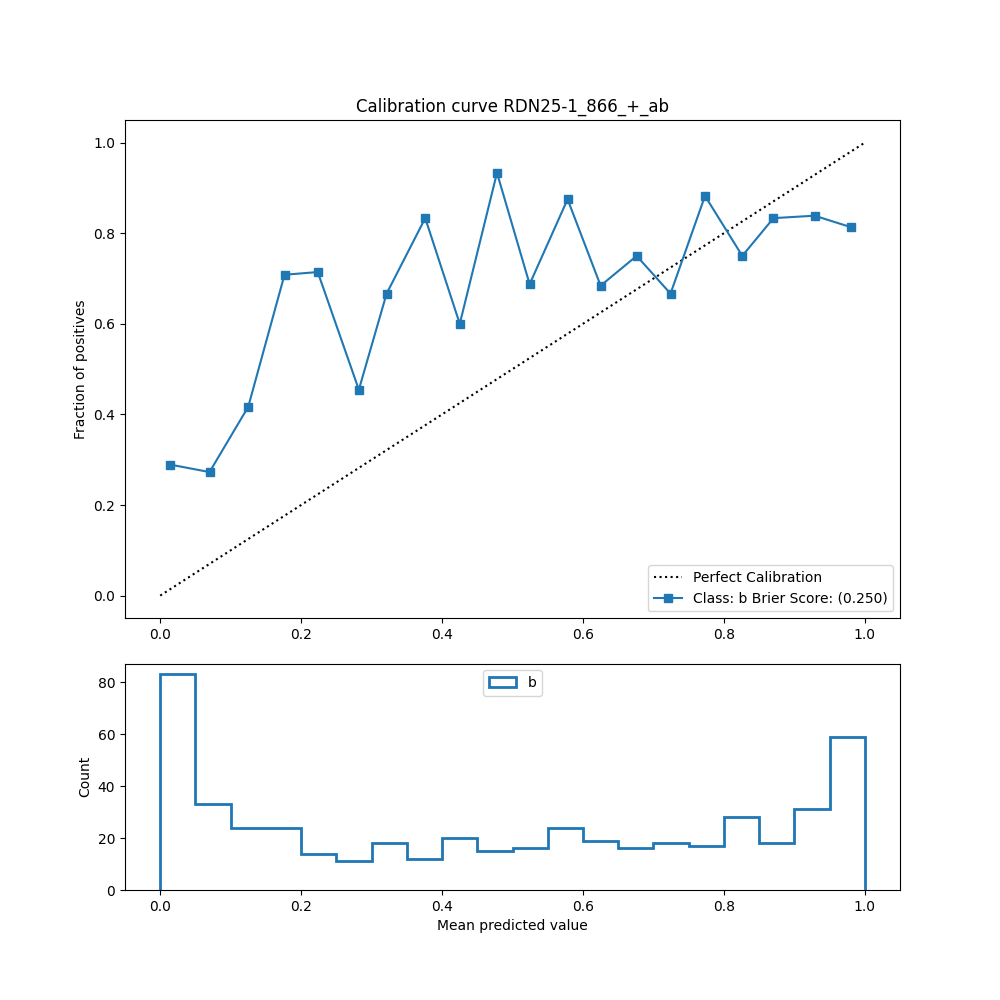 Calibration curve RDN25-1_866_+_ab
1.0
0.8
0.6
0.4
0.2
0.0
Fraction of positives
Perfect Calibration
Class: b Brier Score: (0.250)
0.0 0.2 0.4 0.6 0.8 1.0
b
80
60
40
20
0
Count
0.0 0.2 0.4 0.6 0.8 1.0
Mean predicted value